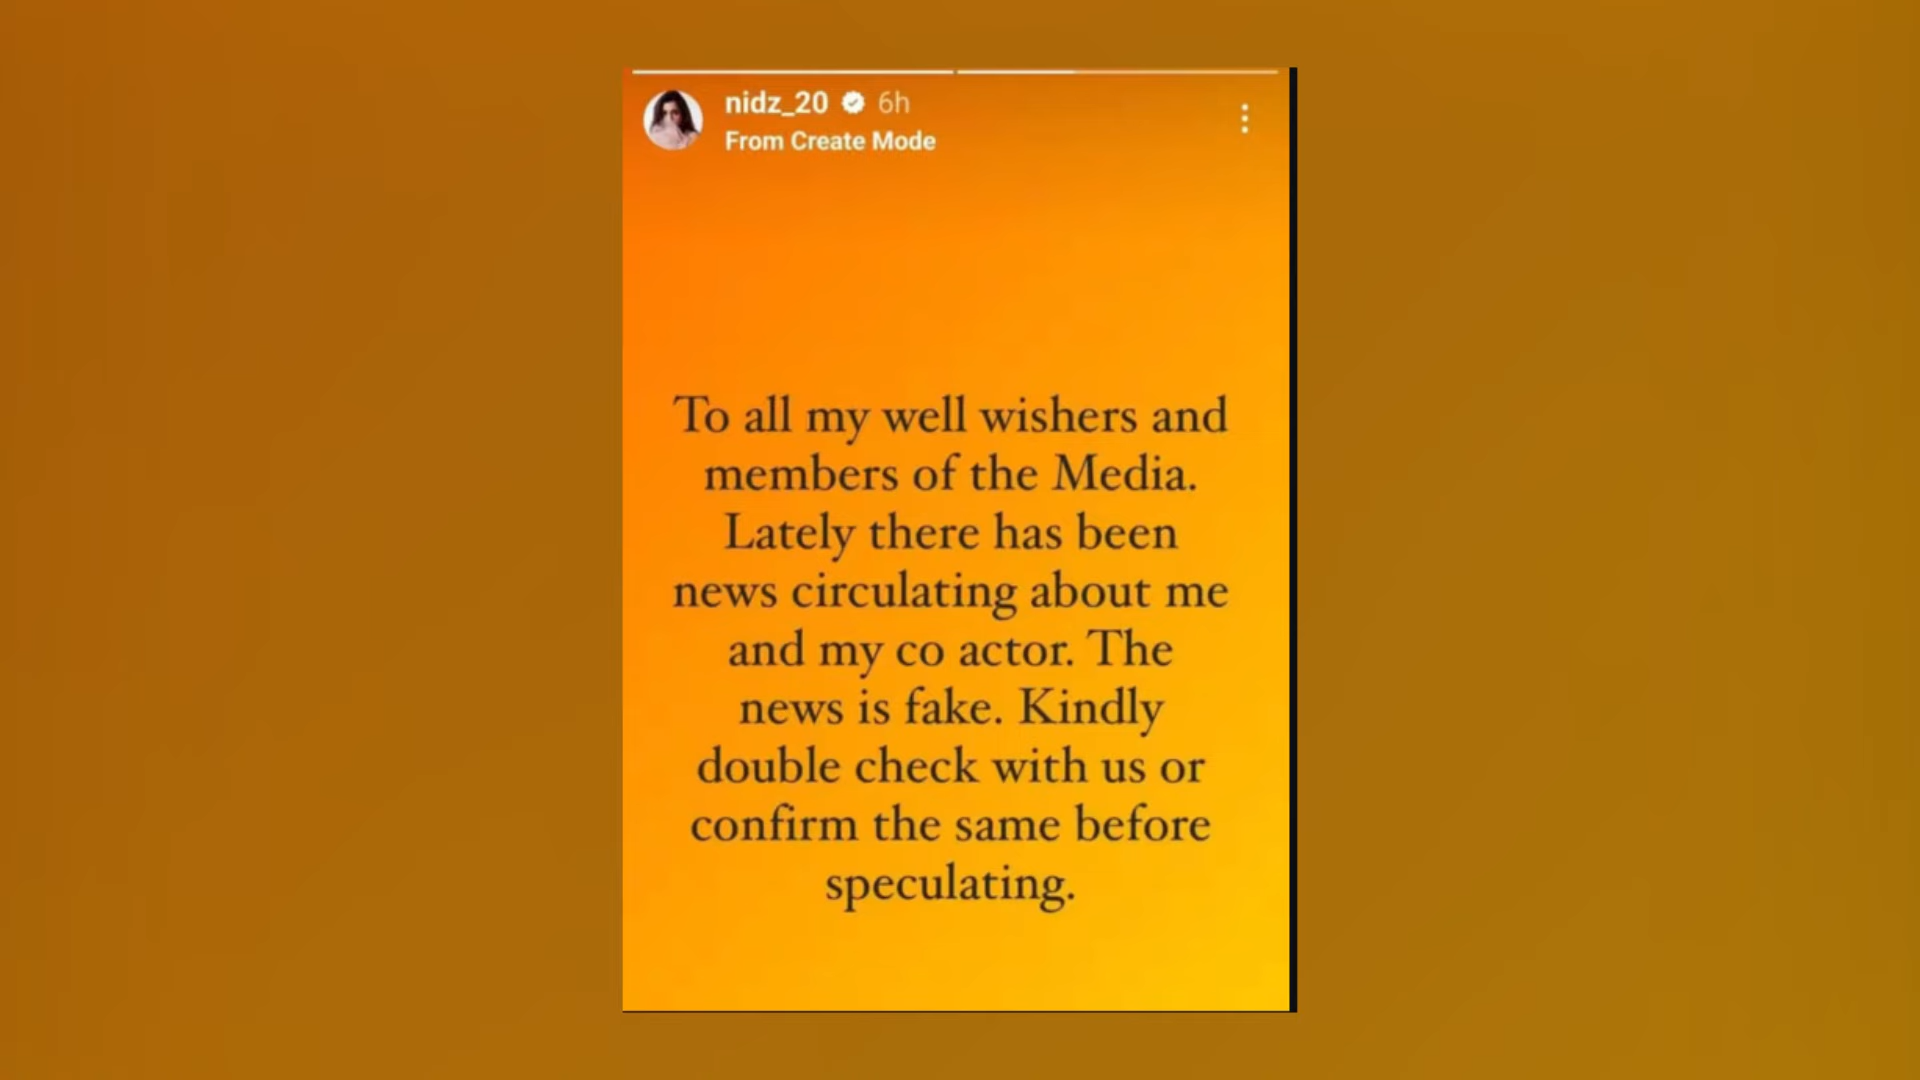 nidz_20 6h
From Create Mode
To all my well wishers and
members of the Media.
Lately there has been
news circulating about me
and my co actor. The
news is fake. Kindly
double check with us or
confirm the same before
speculating.